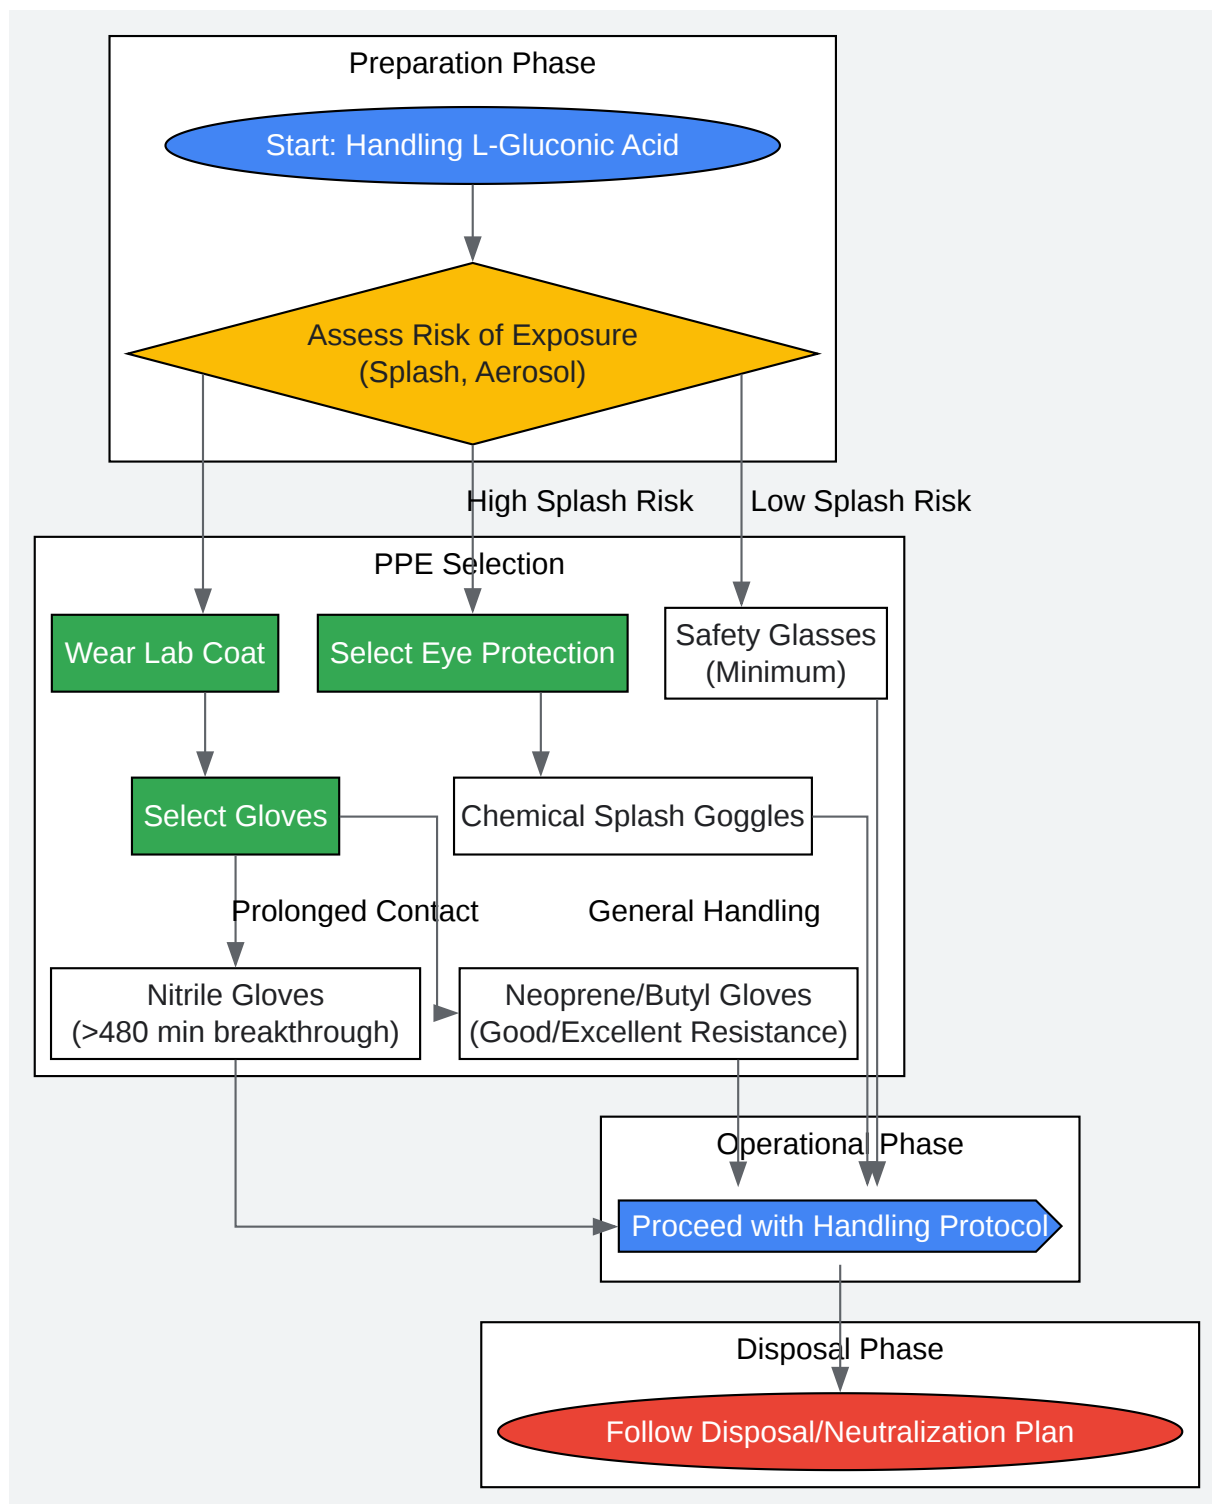 Preparation Phase
Start: Handling L-Gluconic Acid
Assess Risk of Exposure
(Splash, Aerosol)
High Splash Risk
Low Splash Risk
PPE Selection
Wear Lab Coat
Select Eye Protection
Safety Glasses
(Minimum)
Select Gloves
Chemical Splash Goggles
Prolonged Contact
General Handling
Nitrile Gloves
(>480 min breakthrough)
Neoprene/Butyl Gloves
(Good/Excellent Resistance)
Operational Phase
Proceed with Handling Protocol
Disposal Phase
Follow Disposal/Neutralization Plan